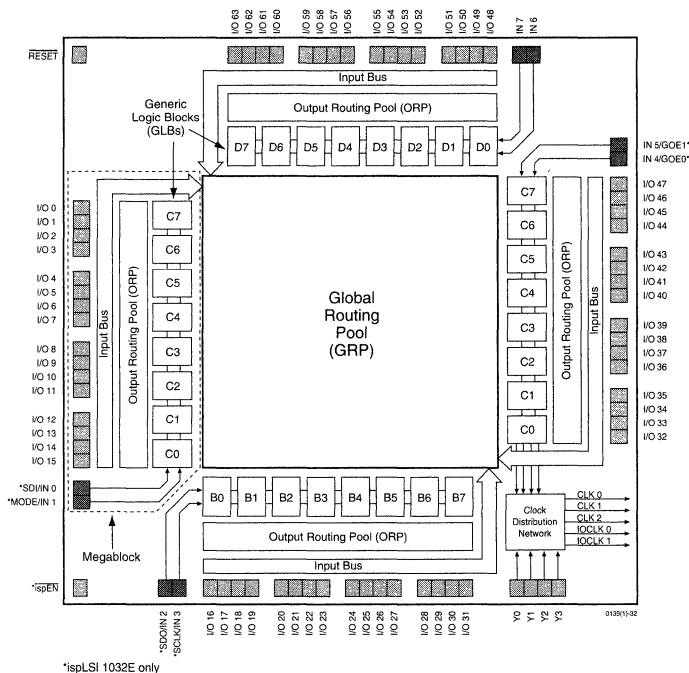 I/O 63
I/O 62
I/O 61
I/O 60
I/O 59
I/O 58
I/O 57
I/O 56
I/O 55
I/O 54
I/O 53
I/O 52
I/O 51
I/O 50
I/O 49
I/O 48
IN 7
IN 6
RESET
Input Bus
Output Routing Pool (ORP)
Generic
Logic Blocks
(GLBs)
D7
D6
D5
D4
D3
D2
D1
D0
IN 5/GOE1*
IN 4/GOE0*
I/O 0
I/O 1
I/O 2
I/O 3
I/O 4
I/O 5
I/O 6
I/O 7
I/O 8
I/O 9
I/O 10
I/O 11
I/O 12
I/O 13
I/O 14
I/O 15
*SDI/IN 0
*MODE/IN 1
Input Bus
Output Routing Pool (ORP)
C7
C6
C5
C4
C3
C2
C1
C0
Global
Routing
Pool
(GRP)
C7
C6
C5
C4
C3
C2
C1
C0
Output Routing Pool (ORP)
Input Bus
I/O 47
I/O 46
I/O 45
I/O 44
I/O 43
I/O 42
I/O 41
I/O 40
I/O 39
I/O 38
I/O 37
I/O 36
I/O 35
I/O 34
I/O 33
I/O 32
Megablock
B0
B1
B2
B3
B4
B5
B6
B7
Output Routing Pool (ORP)
Input Bus
Clock
Distribution
Network
CLK 0
CLK 1
CLK 2
IOCLK 0
IOCLK 1
*ispEN
*SDO/IN 2
*SCLK/IN 3
I/O 16
I/O 17
I/O 18
I/O 19
I/O 20
I/O 21
I/O 22
I/O 23
I/O 24
I/O 25
I/O 26
I/O 27
I/O 28
I/O 29
I/O 30
I/O 31
Y0
Y1
Y2
Y3
0139(1)-32
*ispLSI 1032E only